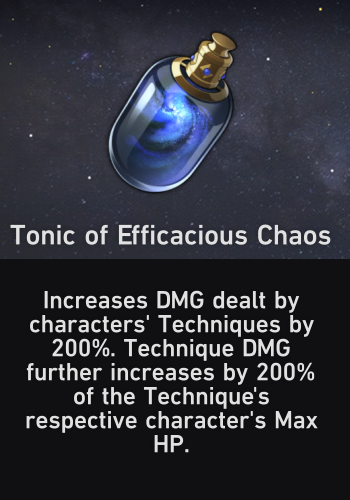 Tonic of Efficacious Chaos
Increases DMG dealt by
characters' Techniques by
200%. Technique DMG
further increases by 200%
of the Technique's
respective character's Max
HP.